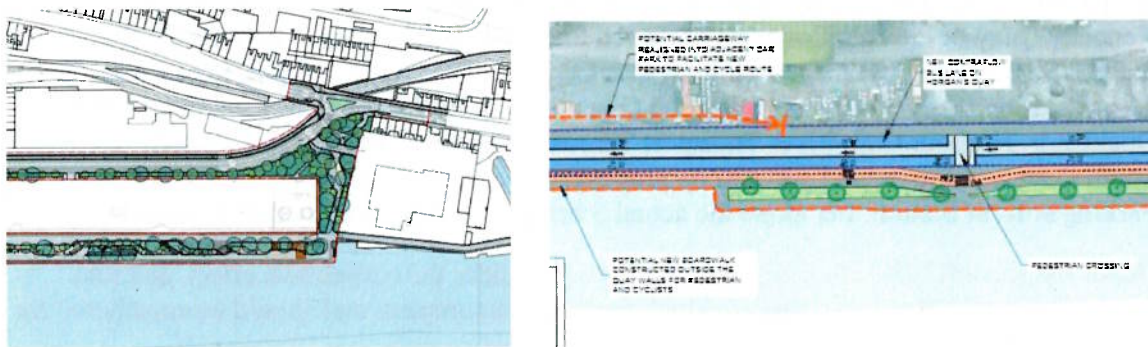 POTENTIAL CARRIAGEWAY
REALIGNED INTO ADJACENT CAR
PARK TO FACILITATE NEW
PEDESTRIAN AND CYCLE ROUTE
NEW CONTRAFLOW
BUS LANE ON
HORGAN'S QUAY
POTENTIAL NEW BOARDWALK
CONSTRUCTED OUTSIDE THE
QUAY WALLS FOR PEDESTRIAN
AND CYCLISTS
PEDESTRIAN CROSSING